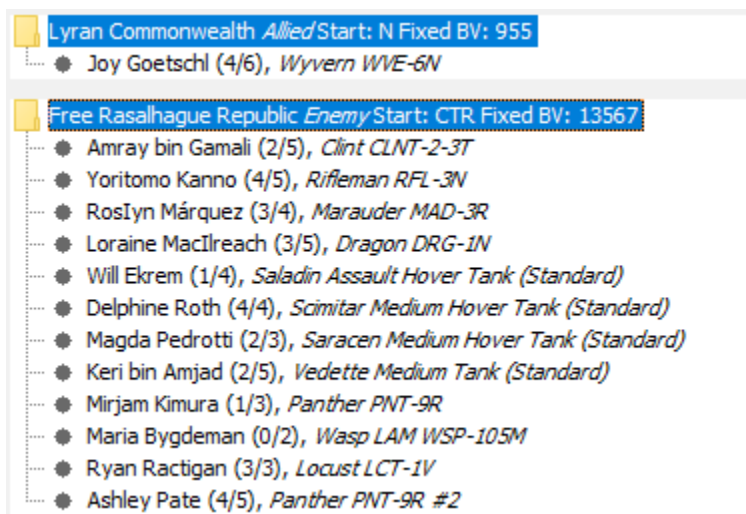 Lyran Commonwealth Allied Start: N Fixed BV: 955
Joy Goetschl (4/6), Wyvern WVE-6N
Free Rasalhague Republic Enemy Start: CTR Fixed BV: 13567
Amray bin Gamali (2/5), Clint CLNT-2-3T
Yoritomo Kanno (4/5), Rifleman RFL-3N
RosIyn Márquez (3/4), Marauder MAD-3R
Loraine MacIlreach (3/5), Dragon DRG-1N
Will Ekrem (1/4), Saladin Assault Hover Tank (Standard)
Delphine Roth (4/4), Scimitar Medium Hover Tank (Standard)
Magda Pedrotti (2/3), Saracen Medium Hover Tank (Standard)
Keri bin Amjad (2/5), Vedette Medium Tank (Standard)
Mirjam Kimura (1/3), Panther PNT-9R
Maria Bygdeman (0/2), Wasp LAM WSP-105M
Ryan Ractigan (3/3), Locust LCT-1V
Ashley Pate (4/5), Panther PNT-9R #2